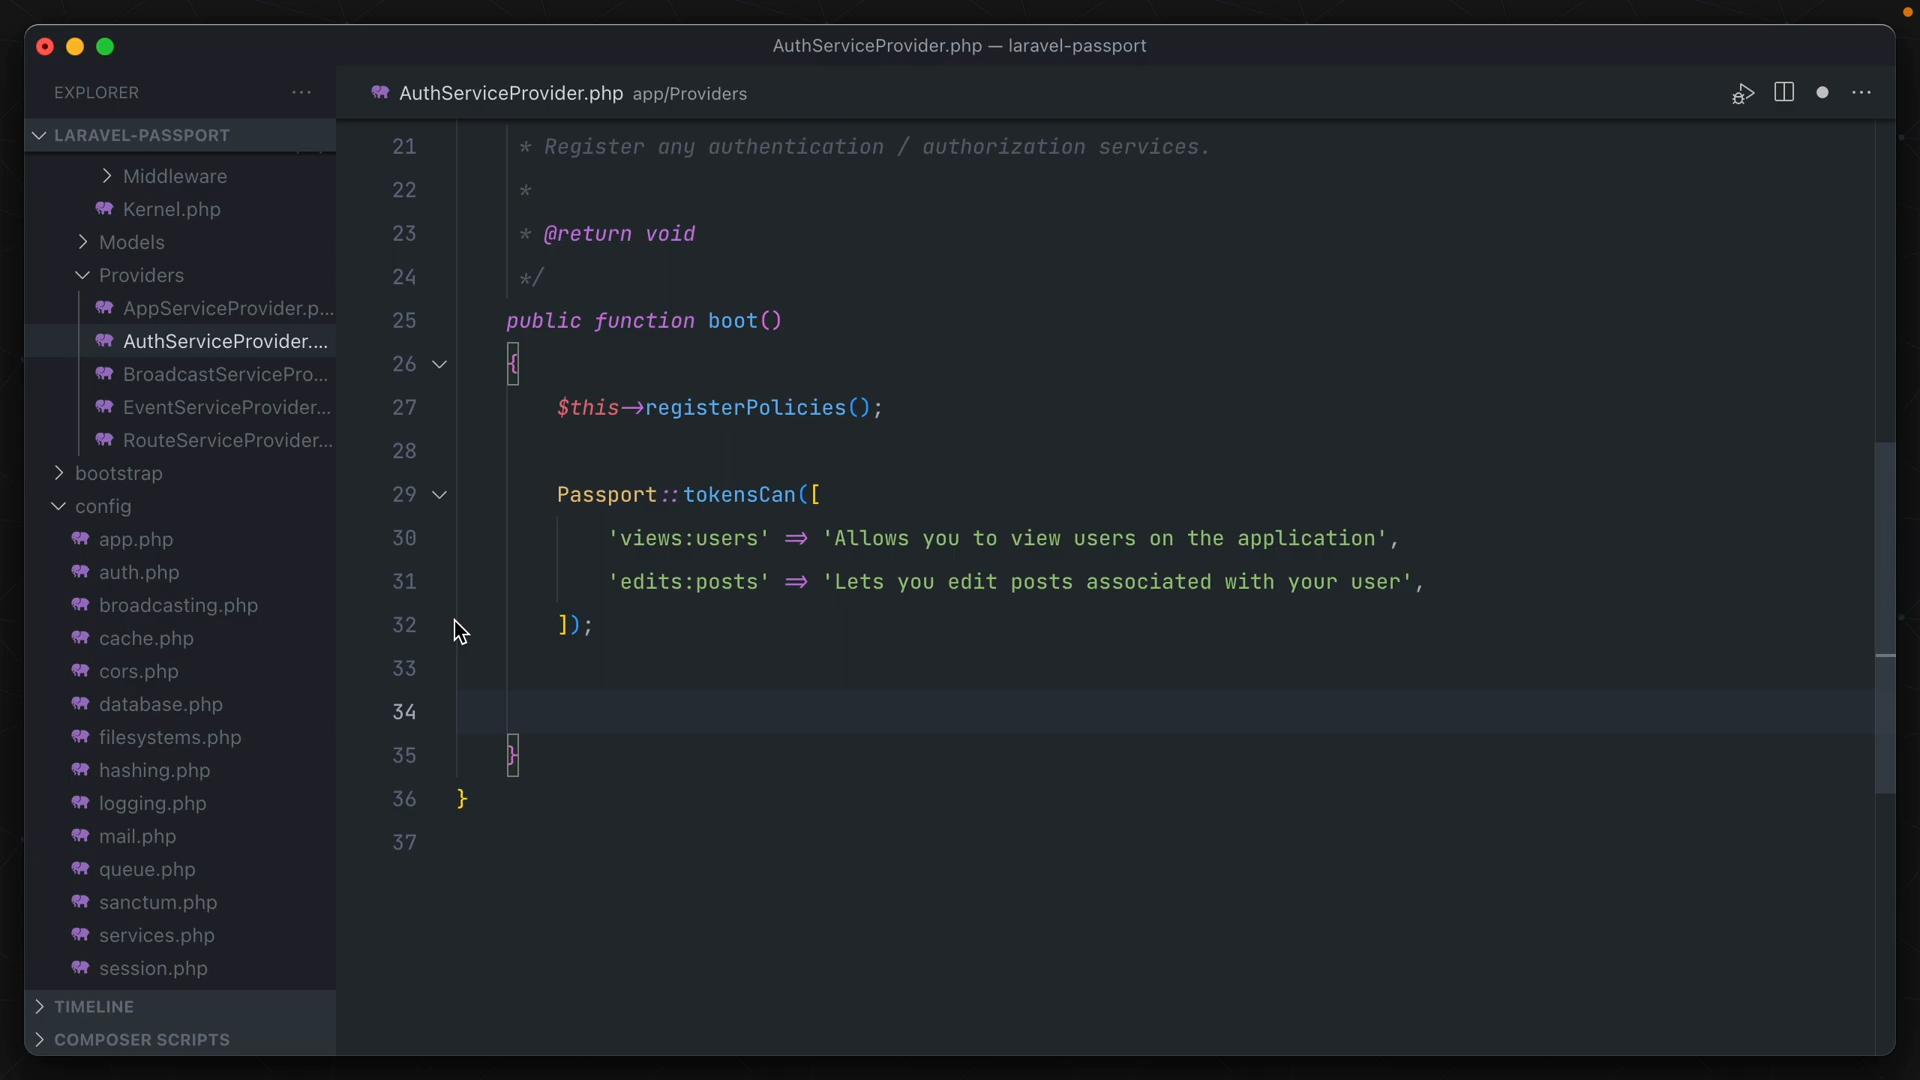 AuthServiceProvider.php — laravel-passport
EXPLORER
AuthServiceProvider.php app/Providers
LARAVEL-PASSPORT
Middleware
Kernel.php
Models
Providers
AppServiceProvider.p...
AuthServiceProvider....
BroadcastServicePro...
EventServiceProvider...
RouteServiceProvider...
bootstrap
config
app.php
auth.php
broadcasting.php
cache.php
cors.php
database.php
filesystems.php
hashing.php
logging.php
mail.php
queue.php
sanctum.php
services.php
session.php
TIMELINE
COMPOSER SCRIPTS
21 * Register any authentication / authorization services.
22 *
23 * @return void
24 */
25 public function boot()
26 {
27 $this->registerPolicies();
28
29 Passport::tokensCan([
30 'views:users' => 'Allows you to view users on the application',
31 'edits:posts' => 'Lets you edit posts associated with your user',
32 ]);
33
34
35 }
36 }
37